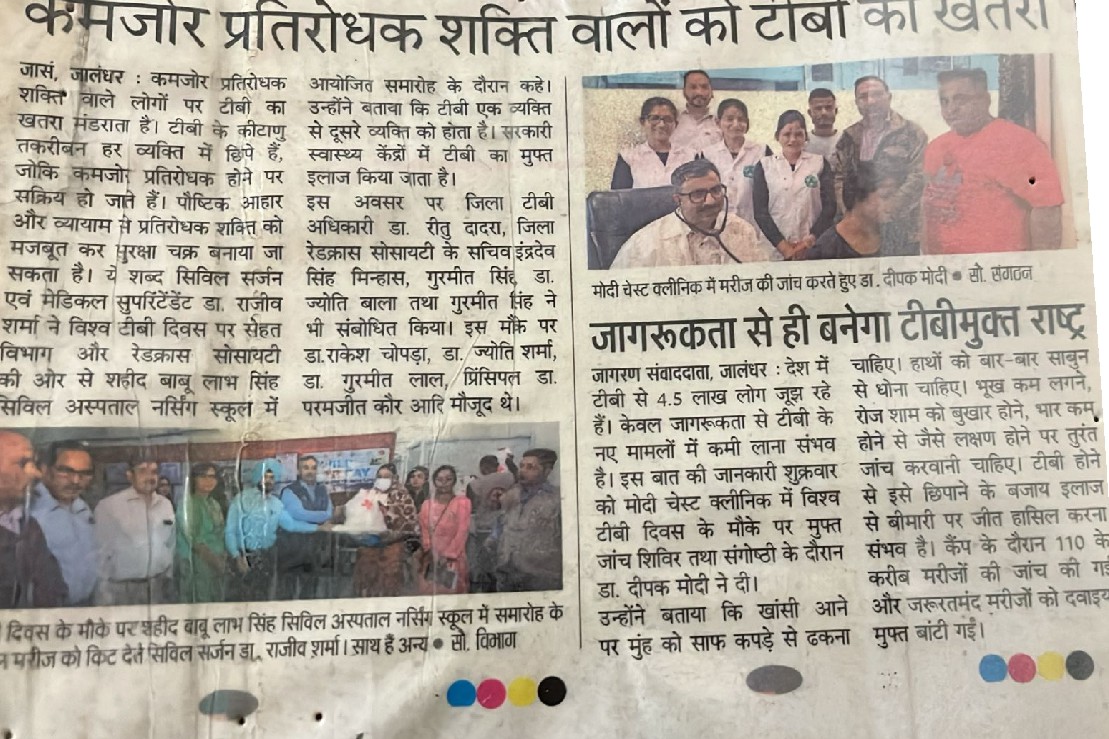 कमजोर प्रतिरोधक शक्ति वालों को टीबी का खतरा
जासं, जालंधर : कमजोर प्रतिरोधक
शक्ति वाले लोगों पर टीबी का
खतरा मंडराता है। टीबी के कीटाणु
तकरीबन हर व्यक्ति में छिपे हैं,
जोकि कमजोर प्रतिरोधक होने पर
सक्रिय हो जाते हैं। पौष्टिक आहार
और व्यायाम से प्रतिरोधक शक्ति को
मजबूत कर सुरक्षा चक्र बनाया जा
सकता है। ये शब्द सिविल सर्जन
एवं मेडिकल सुपरिंटेंडेंट डा. राजीव
शर्मा ने विश्व टीबी दिवस पर सेहत
विभाग और रेडक्रास सोसायटी
की ओर से शहीद बाबू लाभ सिंह
सिविल अस्पताल नर्सिंग स्कूल में
आयोजित समारोह के दौरान कहे।
उन्होंने बताया कि टीबी एक व्यक्ति
से दूसरे व्यक्ति को होता है। सरकारी
स्वास्थ्य केंद्रों में टीबी का मुफ्त
इलाज किया जाता है।
इस अवसर पर जिला टीबी
अधिकारी डा. रीतु दादरा, जिला
रेडक्रास सोसायटी के सचिव इंद्रदेव
सिंह मिन्हास, गुरमीत सिंह, डा.
ज्योति बाला तथा गुरमीत सिंह ने
भी संबोधित किया। इस मौके पर
डा.राकेश चोपड़ा, डा. ज्योति शर्मा,
डा. गुरमीत लाल, प्रिंसिपल डा.
परमजीत कौर आदि मौजूद थे।
दिवस के मौके पर शहीद बाबू लाभ सिंह सिविल अस्पताल नर्सिंग स्कूल में समारोह के
मरीज को किट देते सिविल सर्जन डा. राजीव शर्मा। साथ हैं अन्य ● सौ. विभाग
मोदी चेस्ट क्लीनिक में मरीज की जांच करते हुए डा. दीपक मोदी ● सौ. संगठन
जागरूकता से ही बनेगा टीबीमुक्त राष्ट्र
जागरण संवाददाता, जालंधर : देश में
टीबी से 4.5 लाख लोग जूझ रहे
हैं। केवल जागरूकता से टीबी के
नए मामलों में कमी लाना संभव
है। इस बात की जानकारी शुक्रवार
को मोदी चेस्ट क्लीनिक में विश्व
टीबी दिवस के मौके पर मुफ्त
जांच शिविर तथा संगोष्ठी के दौरान
डा. दीपक मोदी ने दी।
उन्होंने बताया कि खांसी आने
पर मुंह को साफ कपड़े से ढकना
चाहिए। हाथों को बार-बार साबुन
से धोना चाहिए। भूख कम लगने,
रोज शाम को बुखार होने, भार कम
होने से जैसे लक्षण होने पर तुरंत
जांच करवानी चाहिए। टीबी होने
से इसे छिपाने के बजाय इलाज
से बीमारी पर जीत हासिल करना
संभव है। कैंप के दौरान 110 के
करीब मरीजों की जांच की गई
और जरूरतमंद मरीजों को
मुफ्त बांटी गईं।